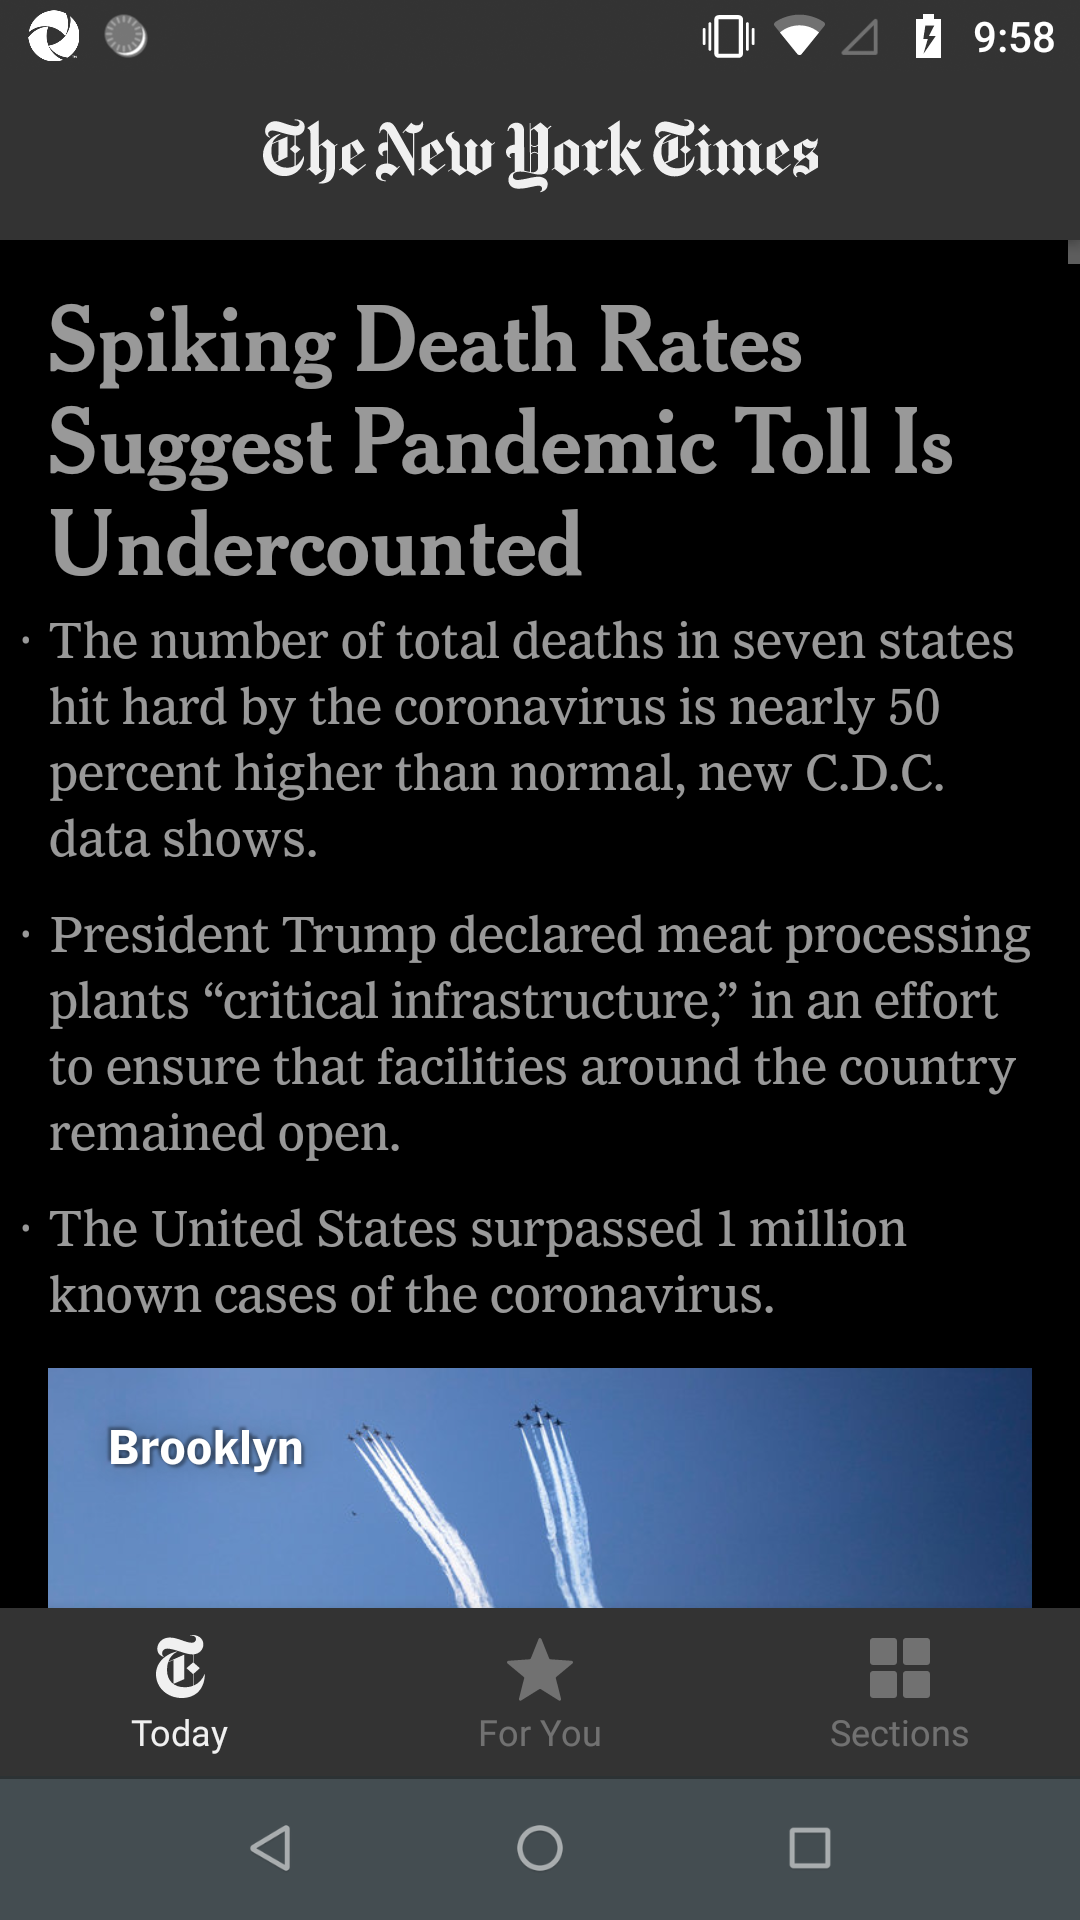 9:58
The New York Times
Spiking Death Rates
Suggest Pandemic Toll Is
Undercounted
· The number of total deaths in seven states
hit hard by the coronavirus is nearly 50
percent higher than normal, new C.D.C.
data shows.
· President Trump declared meat processing
plants “critical infrastructure,” in an effort
to ensure that facilities around the country
remained open.
· The United States surpassed 1 million
known cases of the coronavirus.
Brooklyn
T
Today
For You
Sections